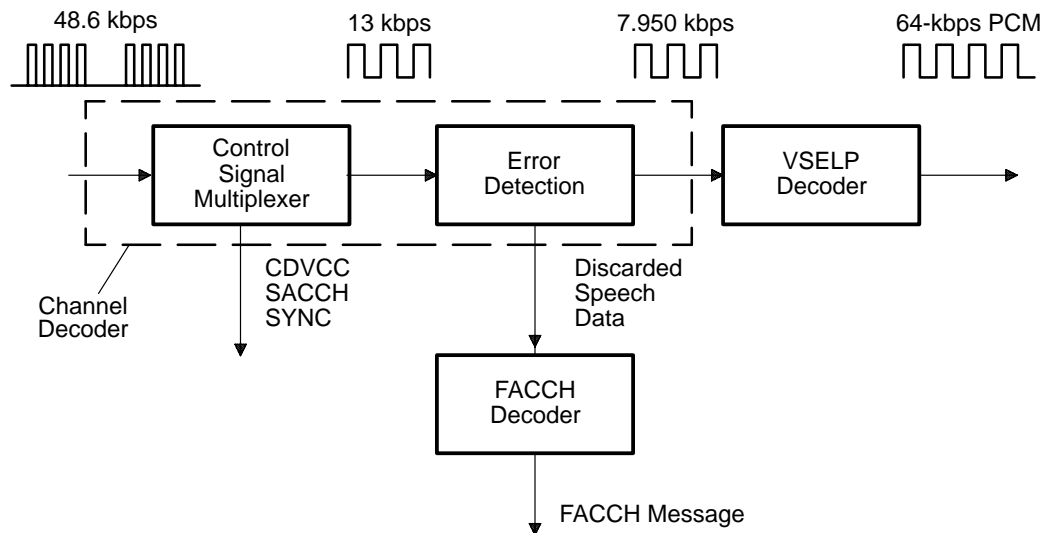 48.6 kbps
13 kbps
7.950 kbps
64-kbps PCM
Control
Signal
Multiplexer
Error
Detection
VSELP
Decoder
Channel
Decoder
CDVCC
SACCH
SYNC
Discarded
Speech
Data
FACCH
Decoder
FACCH Message